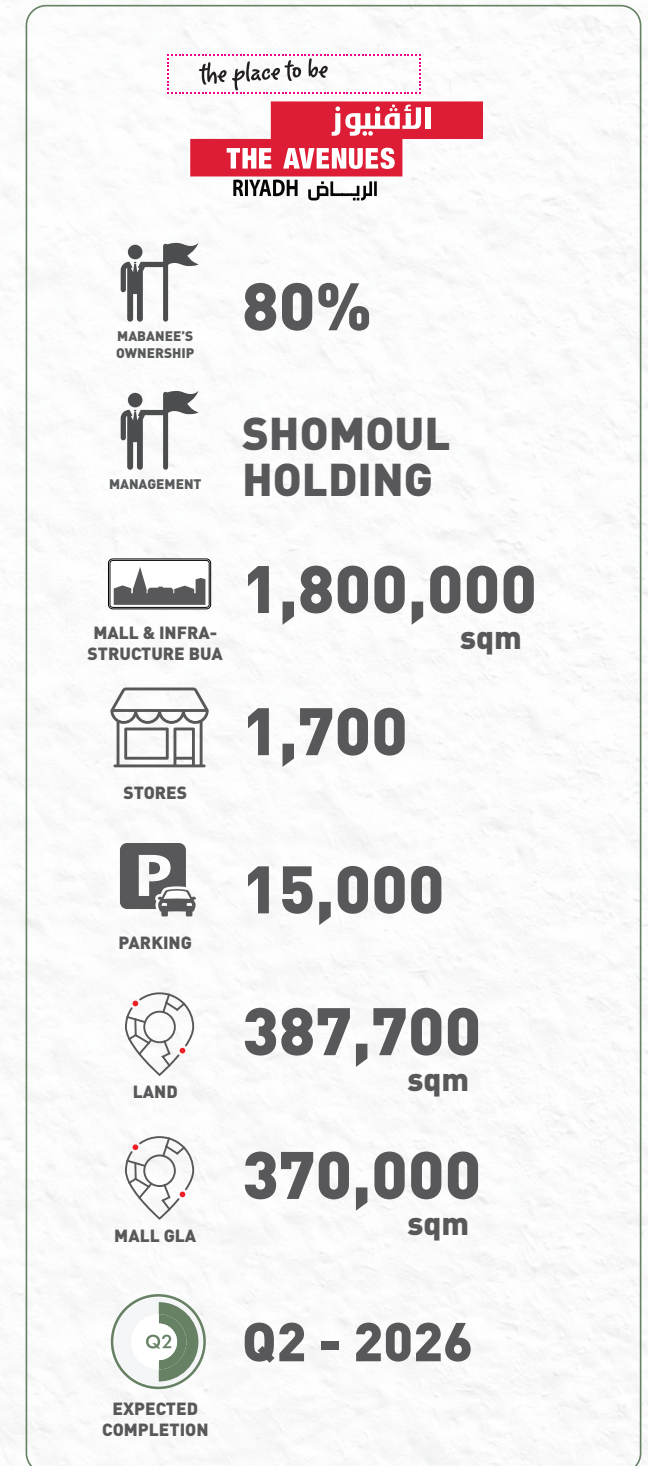 the place to be
الأڤنيوز
THE AVENUES
RIYADH الريـــاض
80%
MABANEE'S
OWNERSHIP
SHOMOUL
HOLDING
MANAGEMENT
1,800,000
sqm
MALL & INFRA-
STRUCTURE BUA
1,700
STORES
P
15,000
PARKING
387,700
sqm
LAND
370,000
sqm
MALL GLA
Q2
Q2 - 2026
EXPECTED
COMPLETION